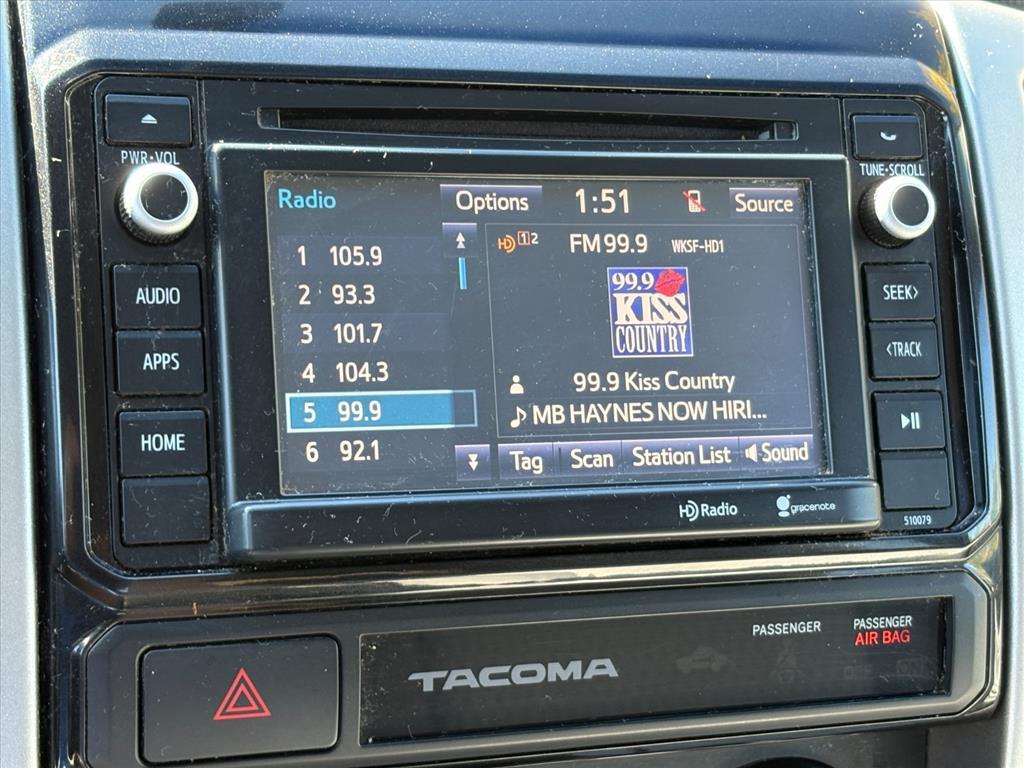 PWR•VOL
TUNE•SCROLL
Radio
Options
1:51
Source
1 105.9
2 93.3
3 101.7
4 104.3
5 99.9
6 92.1
HD 1 2
FM 99.9
WKSF-HD1
99.9
KISS
COUNTRY
99.9 Kiss Country
MB HAYNES NOW HIRI...
Tag
Scan
Station List
Sound
AUDIO
APPS
HOME
SEEK>
<TRACK
HD Radio
gracenote
510079
TACOMA
PASSENGER
PASSENGER
AIR BAG